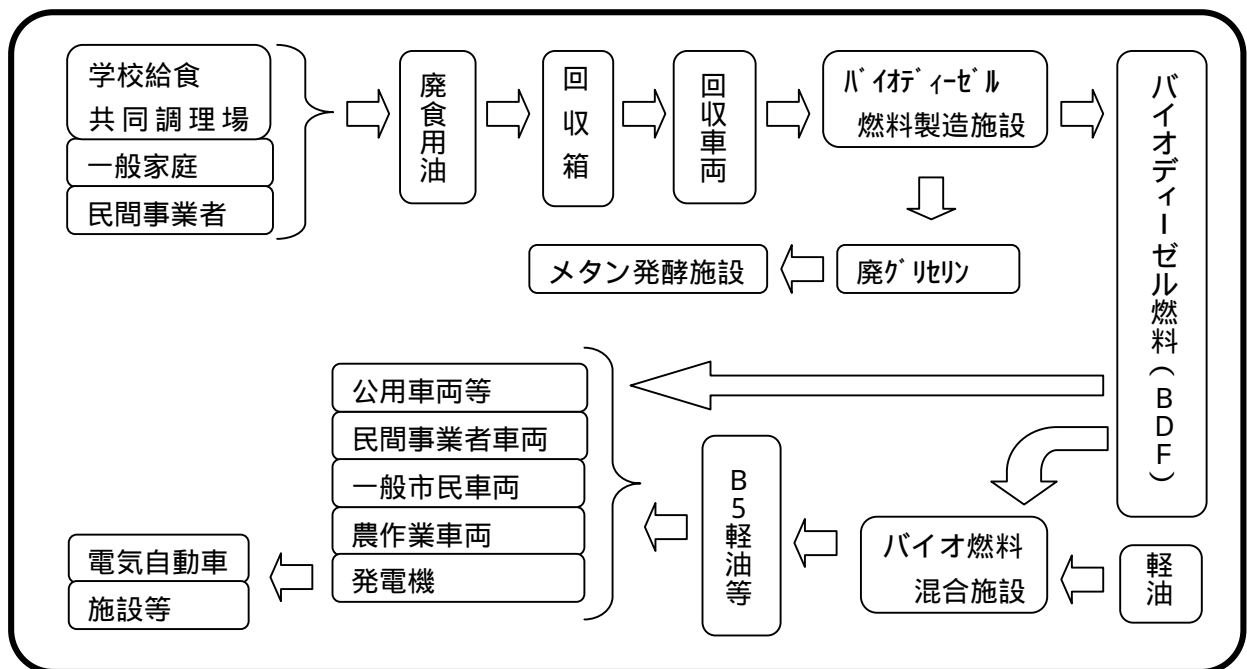 学校給食
共同調理場
一般家庭
民間事業者
廃食用油
回収箱
回収車両
ﾊﾞｲｵﾃﾞｨｰｾﾞﾙ
燃料製造施設
バイオディーゼル燃料(BDF)
メタン発酵施設
廃ｸﾞﾘｾﾘﾝ
公用車両等
民間事業者車両
一般市民車両
農作業車両
発電機
電気自動車
施設等
B5軽油等
バイオ燃料
混合施設
軽油